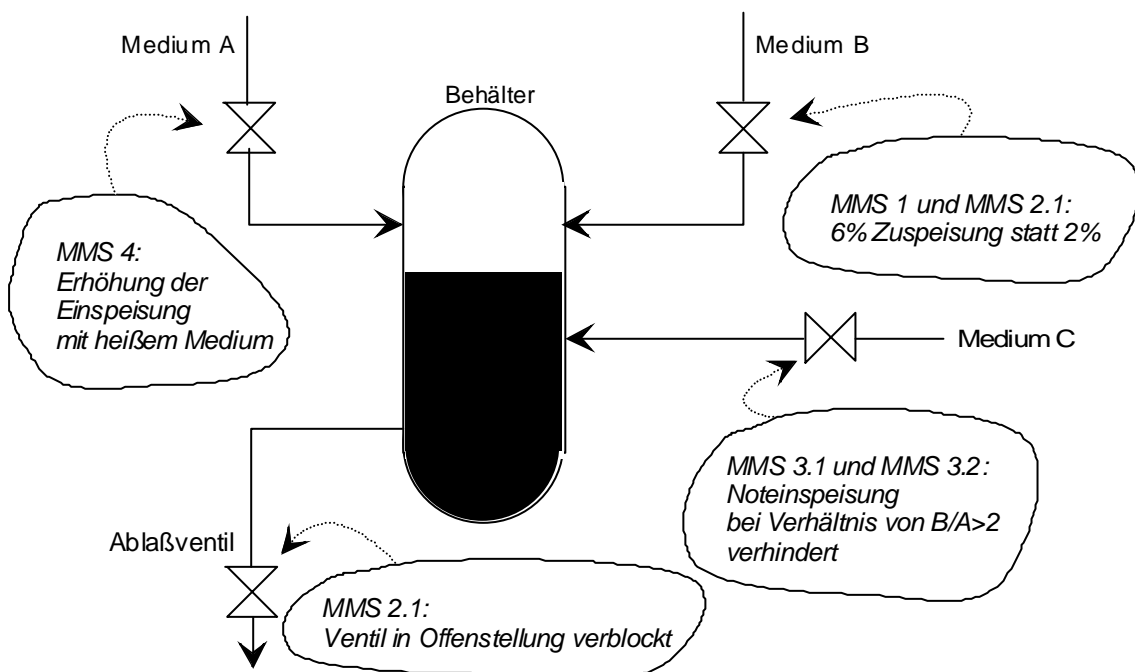 Medium A
Medium B
Behälter
MMS 1 und MMS 2.1:
6% Zuspeisung statt 2%
MMS 4:
Erhöhung der
Einspeisung
mit heißem Medium
Medium C
MMS 3.1 und MMS 3.2:
Noteinspeisung
bei Verhältnis von B/A>2
verhindert
Ablaßventil
MMS 2.1:
Ventil in Offenstellung verblockt